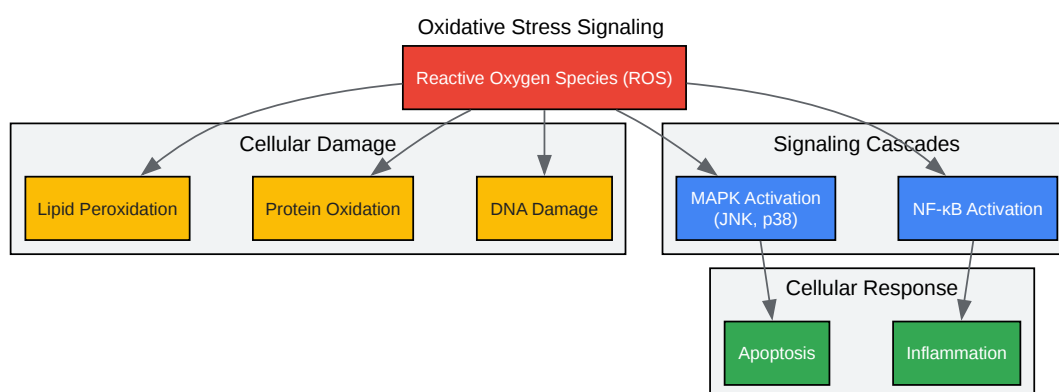 Oxidative Stress Signaling
Reactive Oxygen Species (ROS)
Cellular Damage
Signaling Cascades
Lipid Peroxidation
Protein Oxidation
DNA Damage
MAPK Activation
(JNK, p38)
NF-κB Activation
Cellular Response
Apoptosis
Inflammation